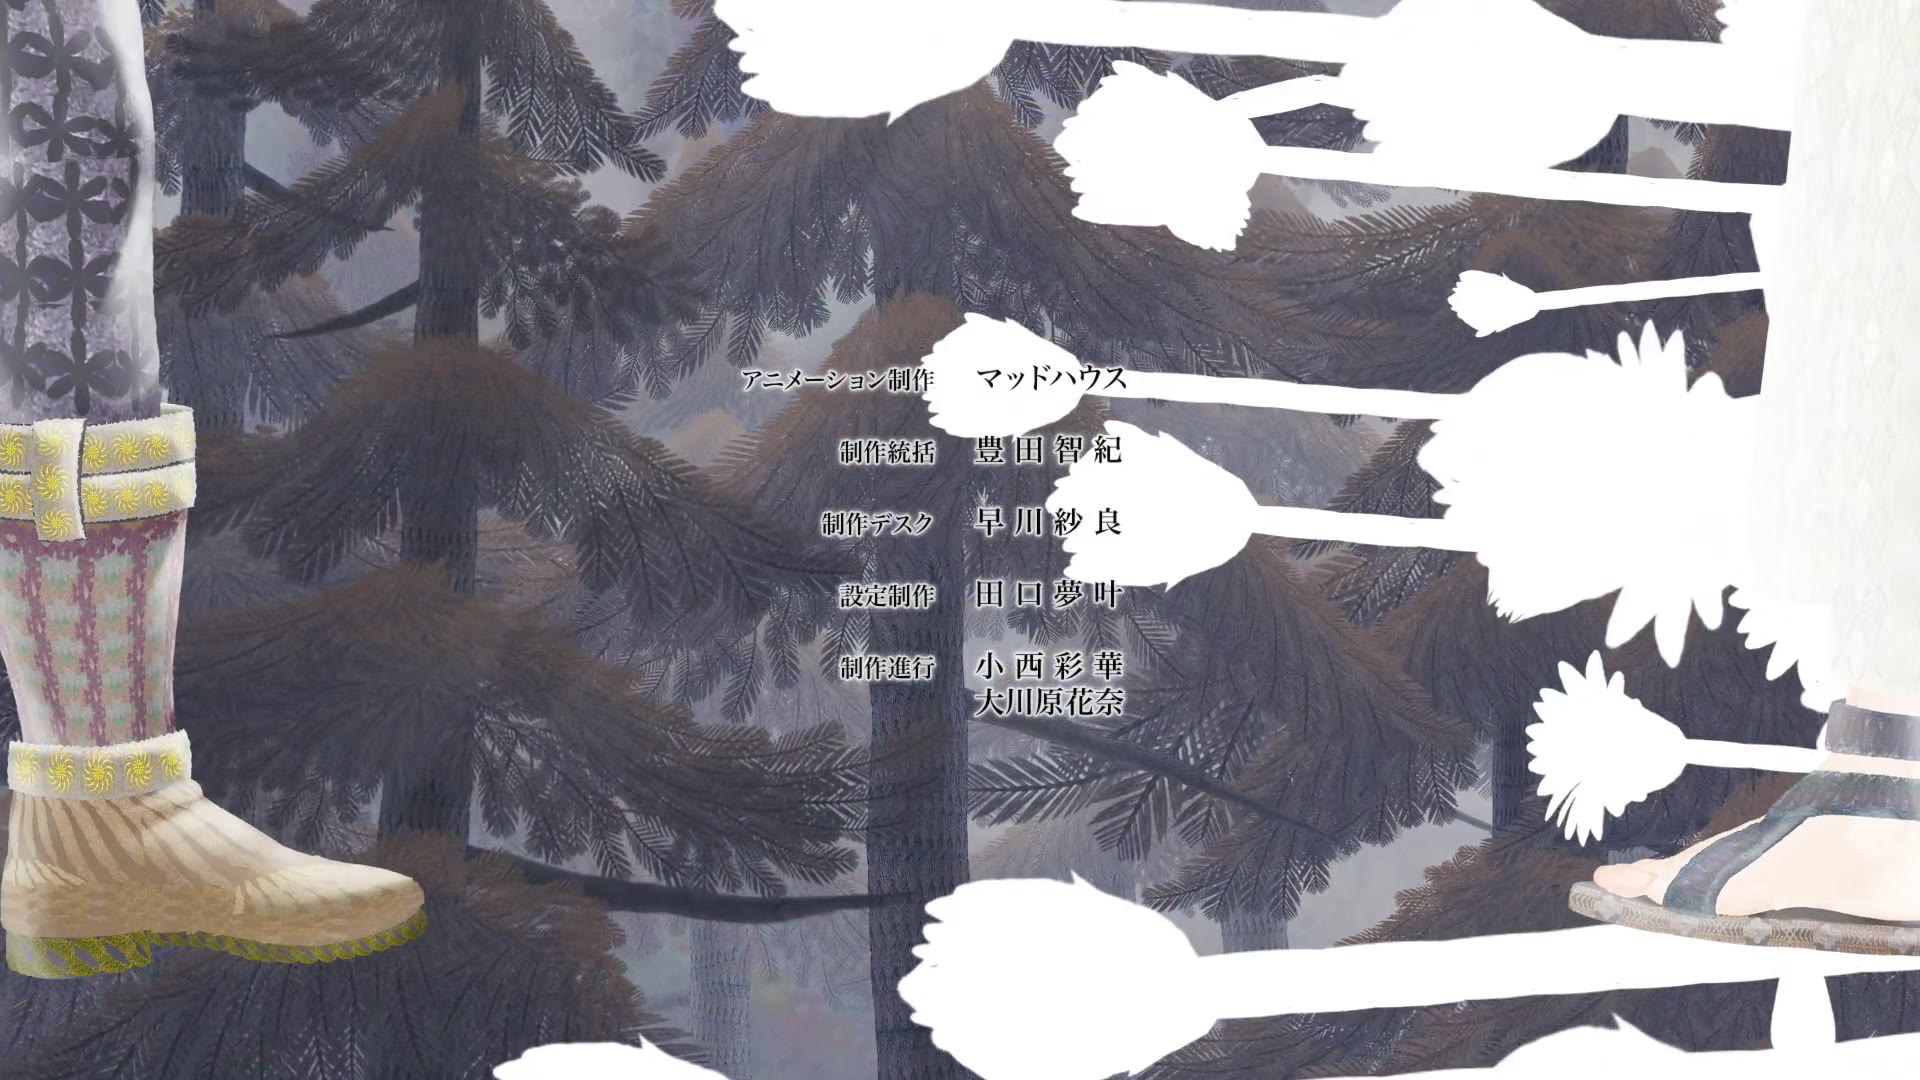 アニメーション制作 マッドハウス
制作統括 豊田智紀
制作デスク 早川紗良
設定制作 田口夢叶
制作進行 小西彩華
大川原花奈